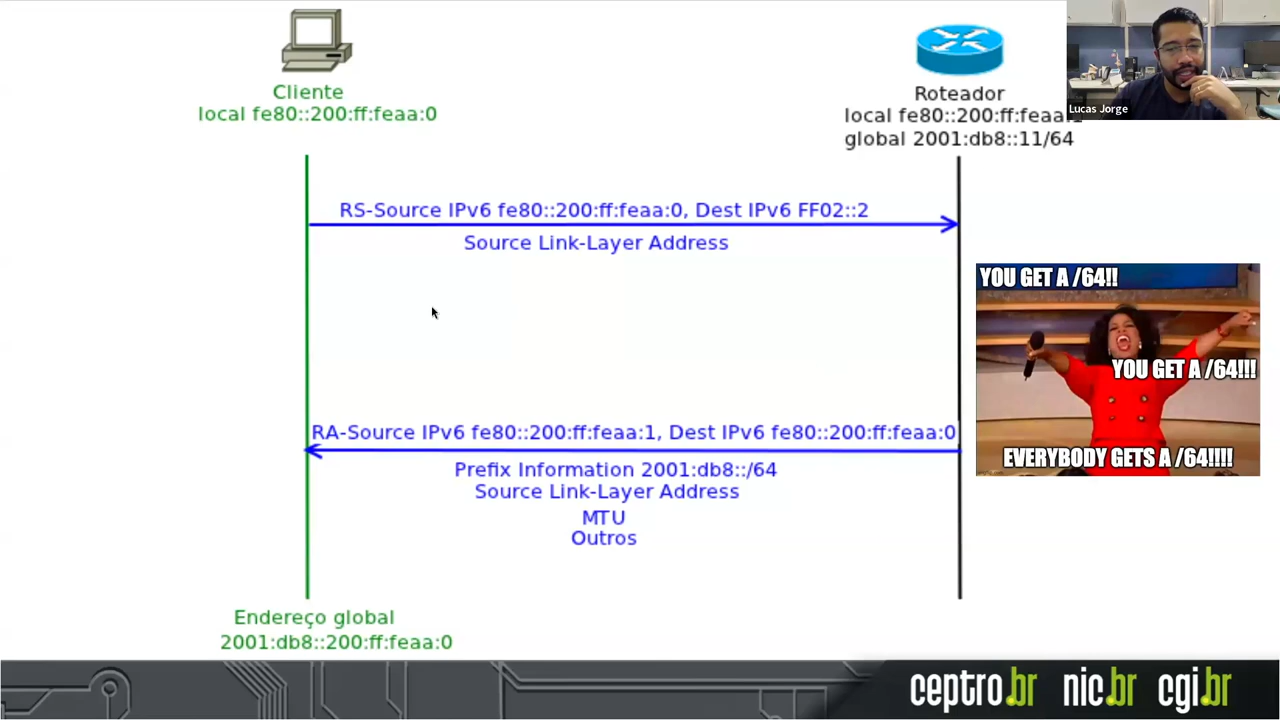 Cliente
local fe80::200:ff:feaa:0
Roteador
local fe80::200:ff:feaa:
global 2001:db8::11/64
Lucas Jorge
RS-Source IPv6 fe80::200:ff:feaa:0, Dest IPv6 FF02::2
Source Link-Layer Address
YOU GET A /64!!
YOU GET A /64!!!
EVERYBODY GETS A /64!!!!
RA-Source IPv6 fe80::200:ff:feaa:1, Dest IPv6 fe80::200:ff:feaa:0
Prefix Information 2001:db8::/64
Source Link-Layer Address
MTU
Outros
Endereço global
2001:db8::200:ff:feaa:0
ceptro.br nic.br cgi.br